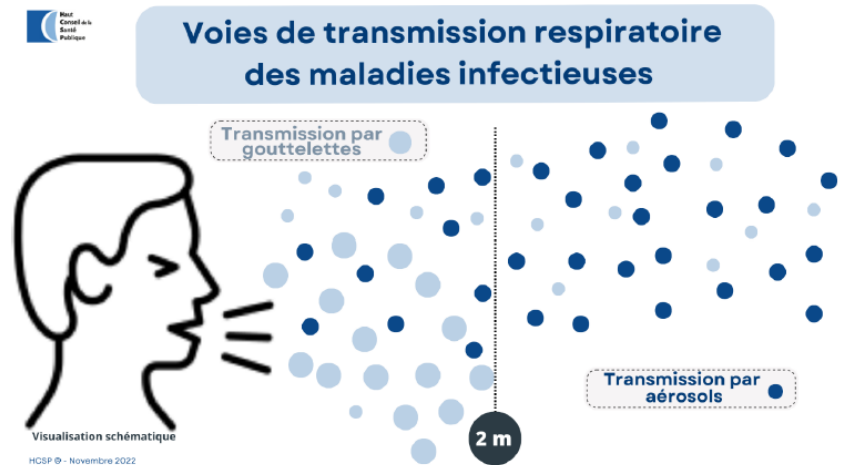 Haut
Conseil de la
Santé
Publique
Voies de transmission respiratoire
des maladies infectieuses
Transmission par
gouttelettes
Transmission par
aérosols
2 m
Visualisation schématique
HCSP © - Novembre 2022